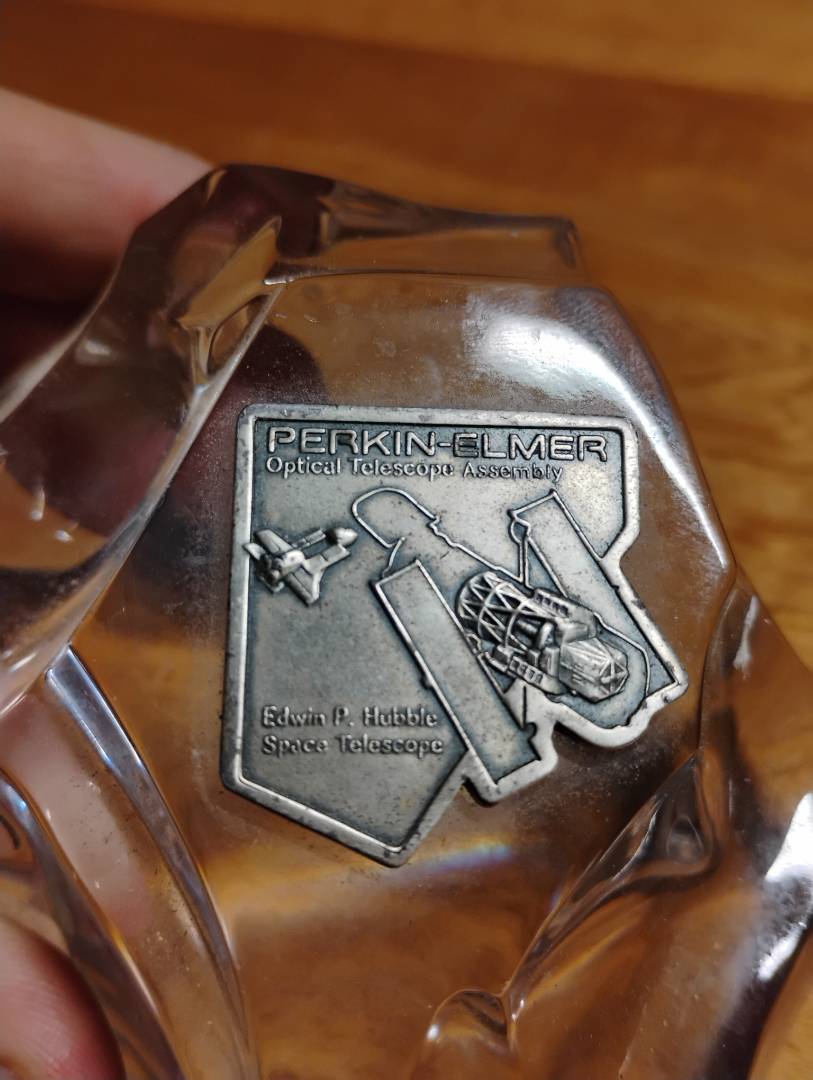 PERKIN-ELMER
Optical Telescope Assembly
Edwin P. Hubble
Space Telescope